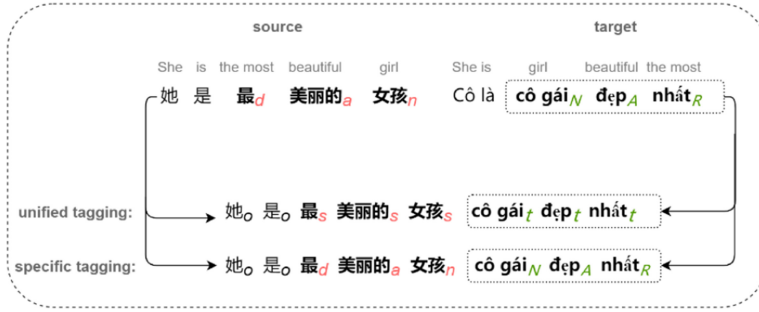 source target
She is the most beautiful girl She is girl beautiful the most
她 是 最d 美丽的a 女孩n Cô là cô gáiN đẹpA nhấtR
unified tagging: 她o 是o 最s 美丽的s 女孩s cô gáit đẹpt nhấtt
specific tagging: 她o 是o 最d 美丽的a 女孩n cô gáiN đẹpA nhấtR